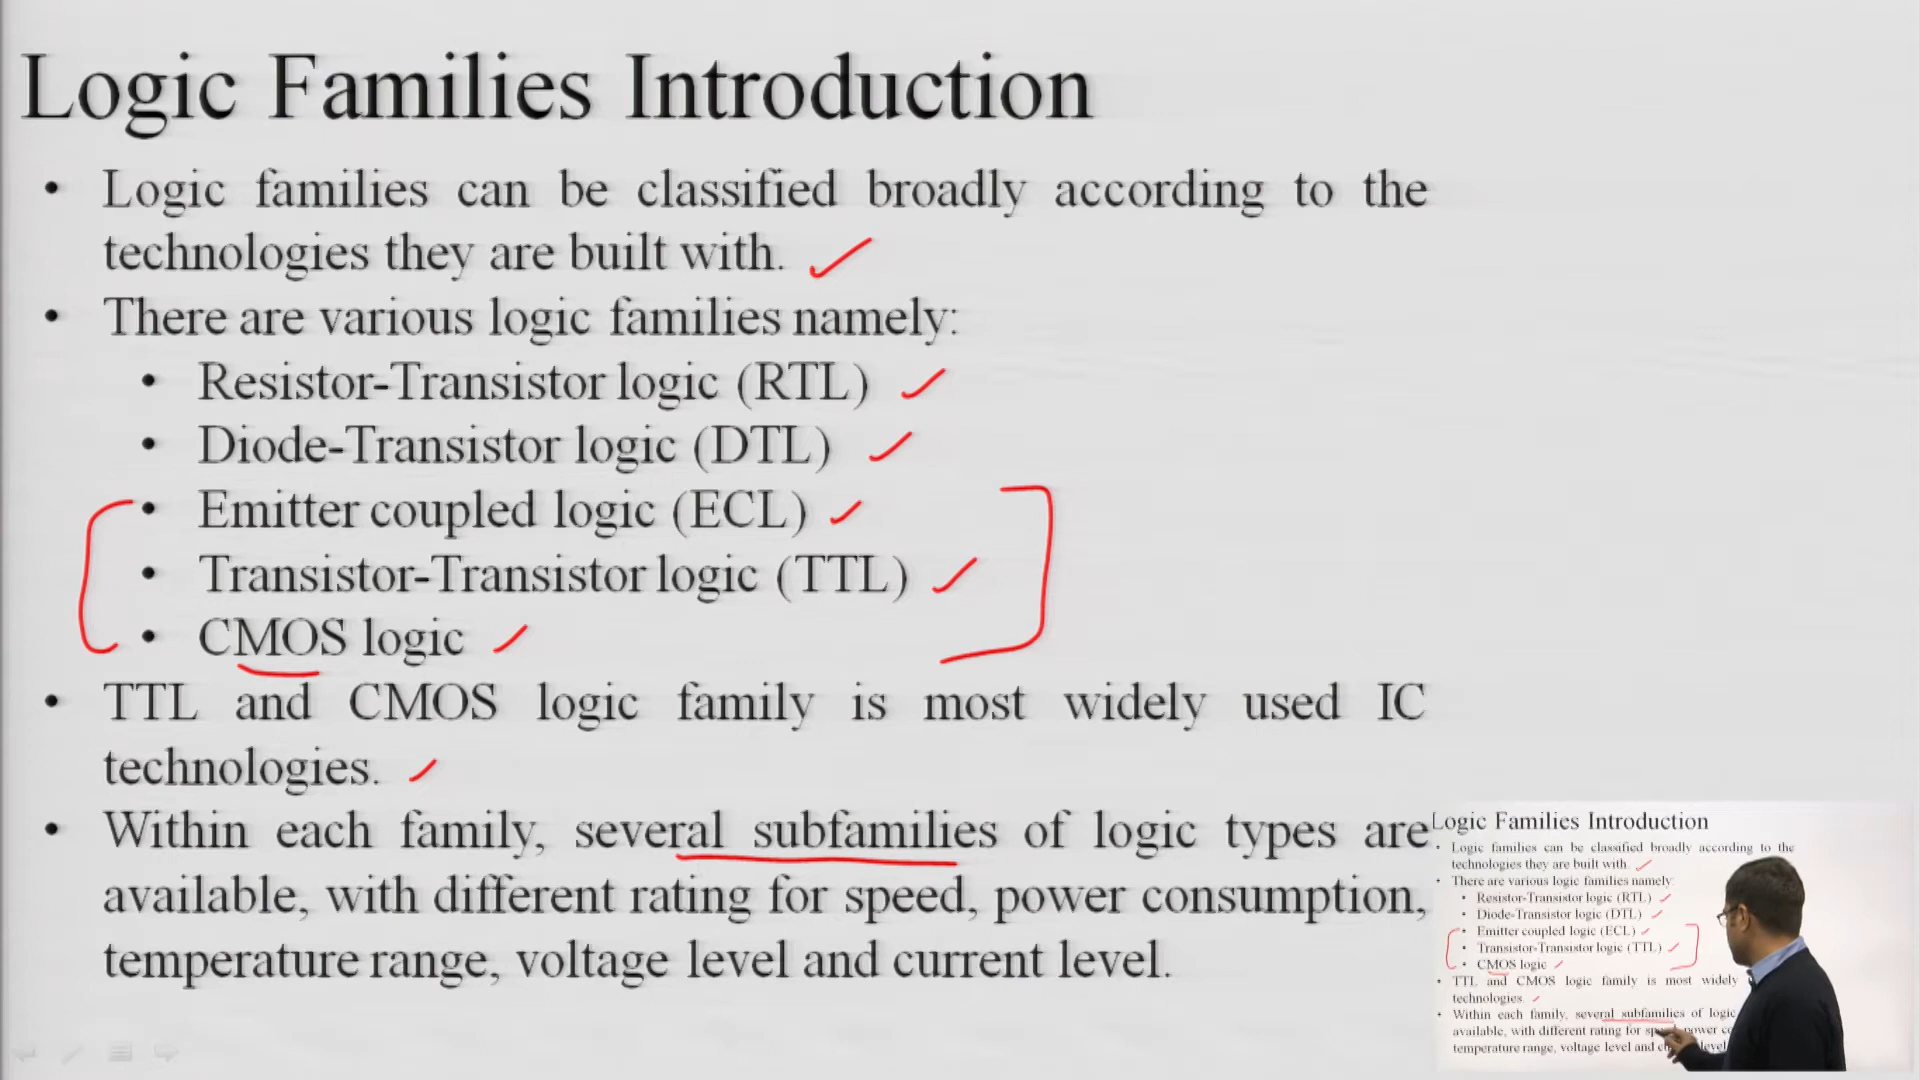 Logic Families Introduction
• Logic families can be classified broadly according to the
technologies they are built with.
• There are various logic families namely:
• Resistor-Transistor logic (RTL)
• Diode-Transistor logic (DTL)
• Emitter coupled logic (ECL)
• Transistor-Transistor logic (TTL)
• CMOS logic
• TTL and CMOS logic family is most widely used IC
technologies.
• Within each family, several subfamilies of logic types are
available, with different rating for speed, power consumption,
temperature range, voltage level and current level.
Logic Families Introduction
• Logic families can be classified broadly according to the
technologies they are built with.
• There are various logic families namely
• Resistor-Transistor logic (RTL)
• Diode-Transistor logic (DTL)
• Emitter coupled logic (ECL)
• Transistor-Transistor logic (TTL)
• CMOS logic
• TTL and CMOS logic family is most widely
technologies.
• Within each family, several subfamilies of logic
available, with different rating for power
temperature range, voltage level and level